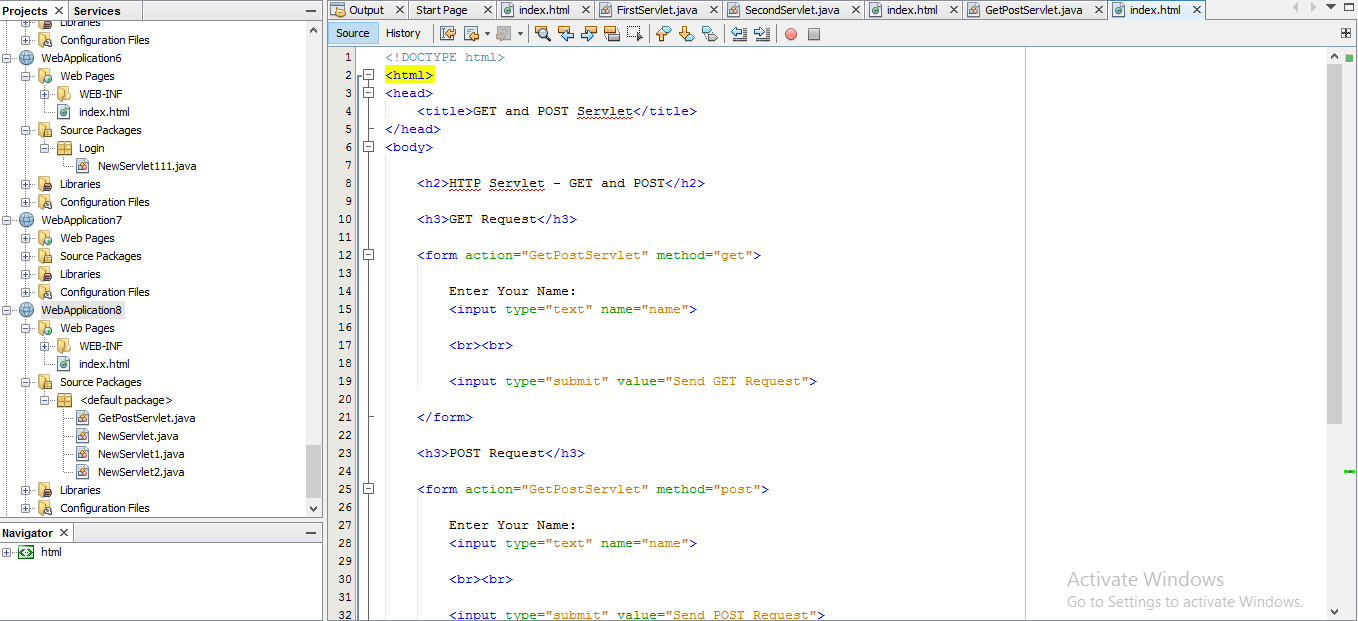 Projects
Services
Libraries
Configuration Files
WebApplication6
Web Pages
WEB-INF
index.html
Source Packages
Login
NewServlet111.java
Libraries
Configuration Files
WebApplication7
Web Pages
Source Packages
Libraries
Configuration Files
WebApplication8
Web Pages
WEB-INF
index.html
Source Packages
<default package>
GetPostServlet.java
NewServlet.java
NewServlet1.java
NewServlet2.java
Libraries
Configuration Files
Navigator
html
Output Start Page index.html FirstServlet.java SecondServlet.java index.html GetPostServlet.java index.html
Source History
1 <!DOCTYPE html>
2 <html>
3 <head>
4 <title>GET and POST Servlet</title>
5 </head>
6 <body>
7
8 <h2>HTTP Servlet - GET and POST</h2>
9
10 <h3>GET Request</h3>
11
12 <form action="GetPostServlet" method="get">
13
14 Enter Your Name:
15 <input type="text" name="name">
16
17 <br><br>
18
19 <input type="submit" value="Send GET Request">
20
21 </form>
22
23 <h3>POST Request</h3>
24
25 <form action="GetPostServlet" method="post">
26
27 Enter Your Name:
28 <input type="text" name="name">
29
30 <br><br>
31
32 <input type="submit" value="Send POST Request">
Activate Windows
Go to Settings to activate Windows.